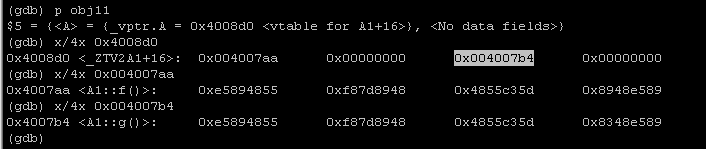 (gdb) p obj11
$5 = {<A> = {_vptr.A = 0x4008d0 <vtable for A1+16>}, <No data fields>}
(gdb) x/4x 0x4008d0
0x4008d0 <_ZTV2A1+16>: 0x004007aa 0x00000000 0x004007b4 0x00000000
(gdb) x/4x 0x004007aa
0x4007aa <A1::f()>: 0xe5894855 0xf87d8948 0x4855c35d 0x8948e589
(gdb) x/4x 0x004007b4
0x4007b4 <A1::g()>: 0xe5894855 0xf87d8948 0x4855c35d 0x8348e589
(gdb)